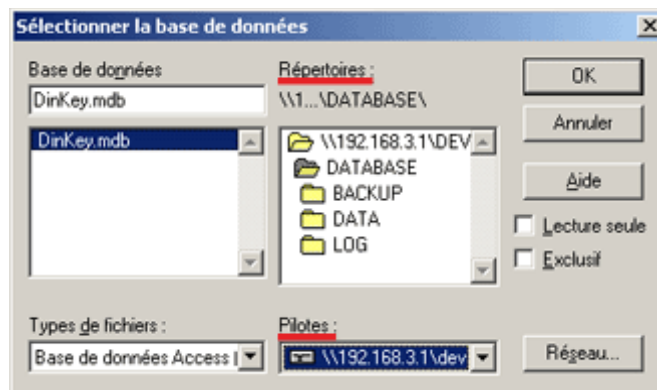 Sélectionner la base de données
Base de données
DinKey.mdb
DinKey.mdb
Types de fichiers :
Base de données Access (
Répertoires :
\\1...\DATABASE\
\\192.168.3.1\DEV
DATABASE
BACKUP
DATA
LOG
Pilotes :
\\192.168.3.1\dev
OK
Annuler
Aide
Lecture seule
Exclusif
Réseau...